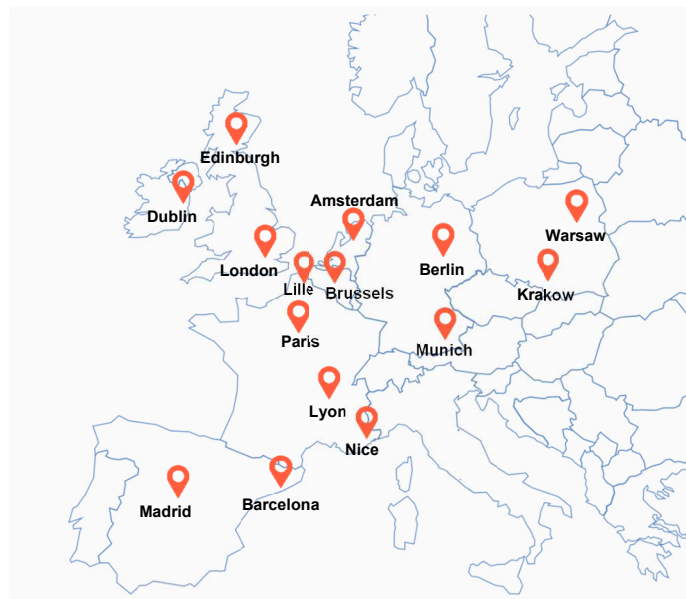 Edinburgh
Amsterdam
Dublin
Warsaw
London
Berlin
Lille
Brussels
Krakow
Paris
Munich
Lyon
Nice
Madrid
Barcelona